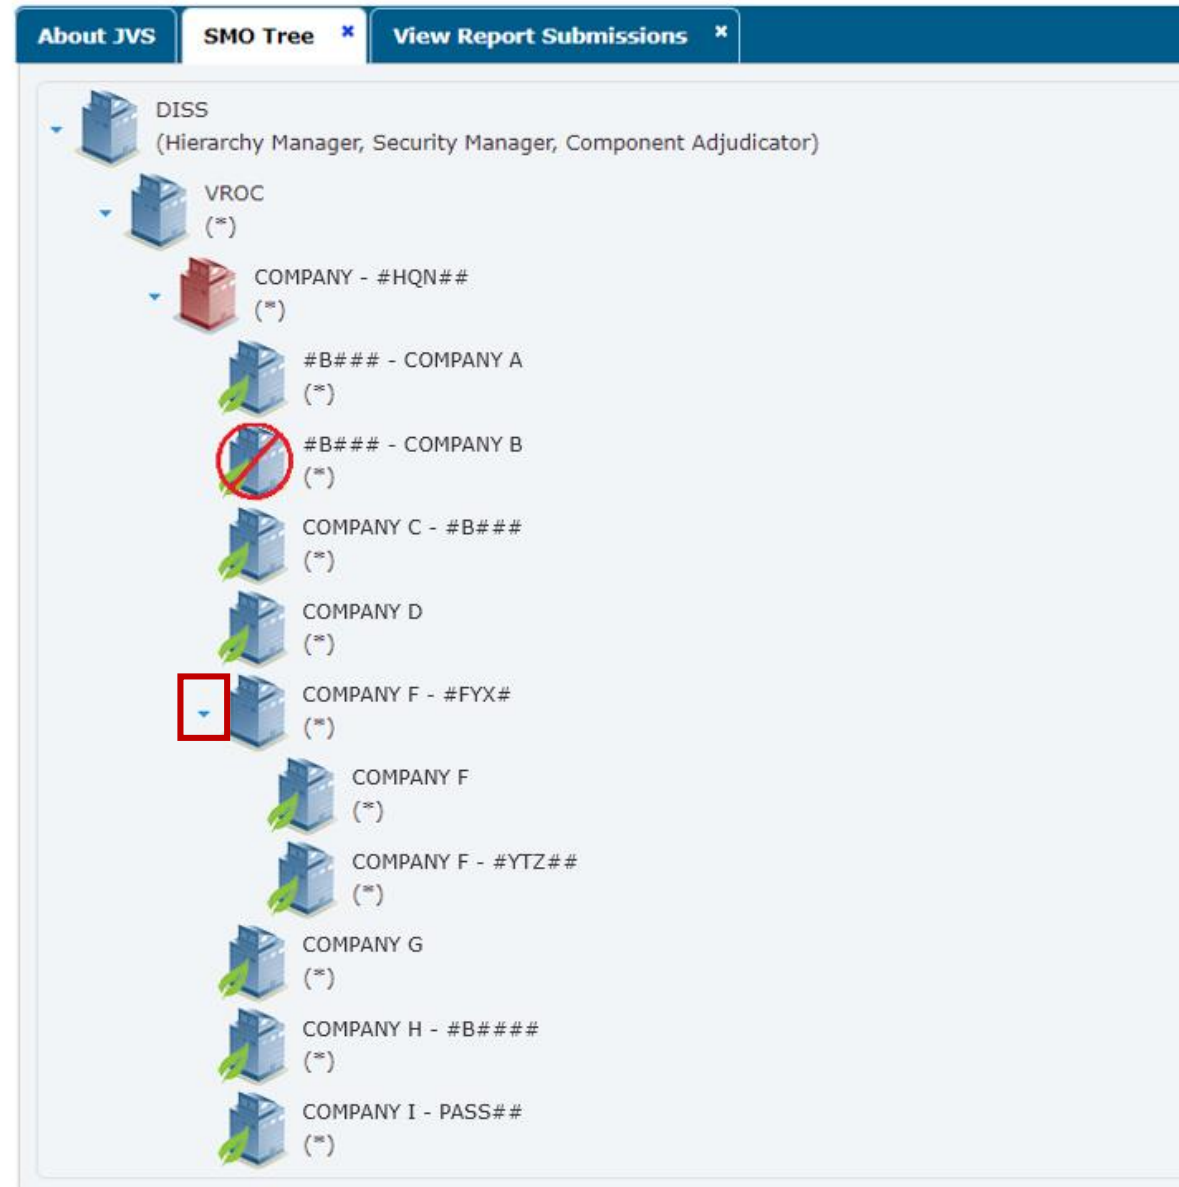 About JVS SMO Tree × View Report Submissions ×
DISS
(Hierarchy Manager, Security Manager, Component Adjudicator)
VROC
(*)
COMPANY - #HQN##
(*)
#B### - COMPANY A
(*)
#B### - COMPANY B
(*)
COMPANY C - #B###
(*)
COMPANY D
(*)
COMPANY F - #FYX#
(*)
COMPANY F
(*)
COMPANY F - #YTZ##
(*)
COMPANY G
(*)
COMPANY H - #B####
(*)
COMPANY I - PASS##
(*)